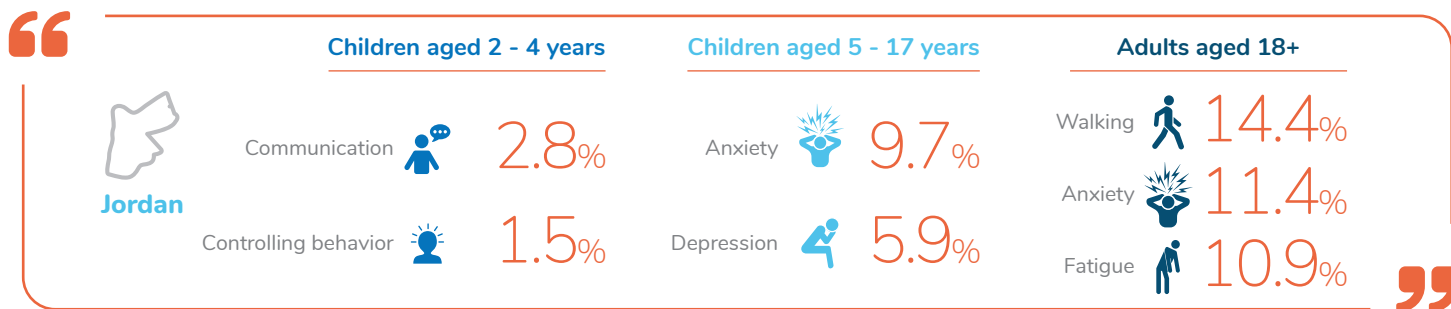 Children aged 2 - 4 years
Children aged 5 - 17 years
Adults aged 18+
Jordan
Communication 2.8%
Controlling behavior 1.5%
Anxiety 9.7%
Depression 5.9%
Walking 14.4%
Anxiety 11.4%
Fatigue 10.9%